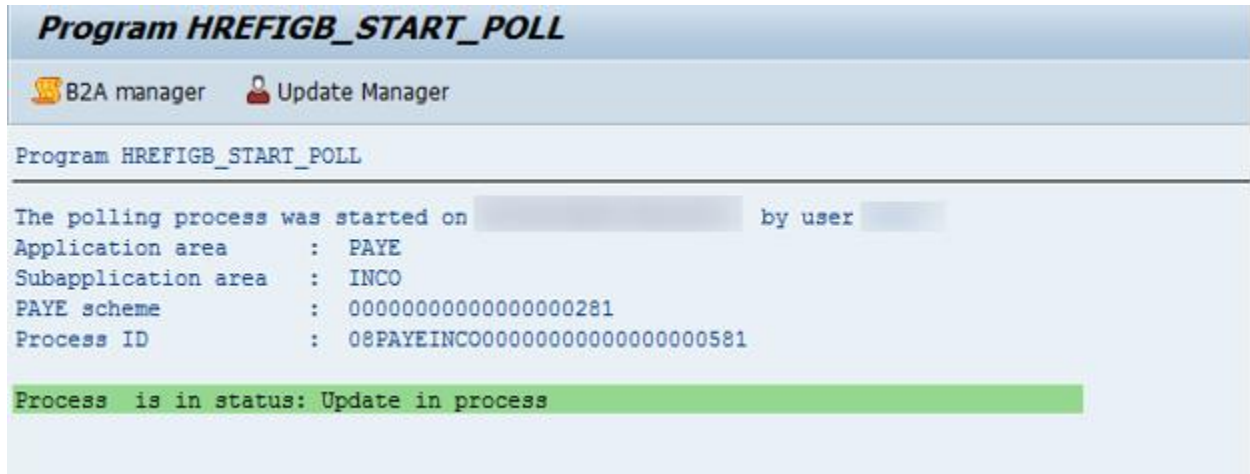 Program HREFIGB_START_POLL
B2A manager Update Manager
Program HREFIGB_START_POLL
The polling process was started on by user
Application area : PAYE
Subapplication area : INCO
PAYE scheme : 00000000000000000281
Process ID : 08PAYEINCO00000000000000000581
Process is in status: Update in process